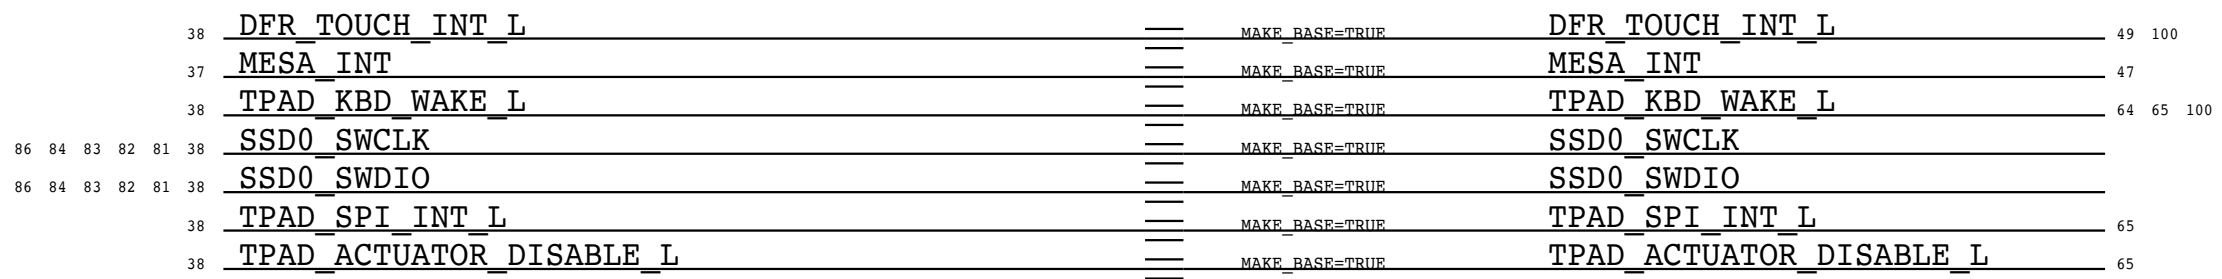 38 DFR_TOUCH_INT_L MAKE_BASE=TRUE DFR_TOUCH_INT_L 49 100
37 MESA_INT MAKE_BASE=TRUE MESA_INT 47
38 TPAD_KBD_WAKE_L MAKE_BASE=TRUE TPAD_KBD_WAKE_L 64 65 100
86 84 83 82 81 38 SSD0_SWCLK MAKE_BASE=TRUE SSD0_SWCLK
86 84 83 82 81 38 SSD0_SWDIO MAKE_BASE=TRUE SSD0_SWDIO
38 TPAD_SPI_INT_L MAKE_BASE=TRUE TPAD_SPI_INT_L 65
38 TPAD_ACTUATOR_DISABLE_L MAKE_BASE=TRUE TPAD_ACTUATOR_DISABLE_L 65